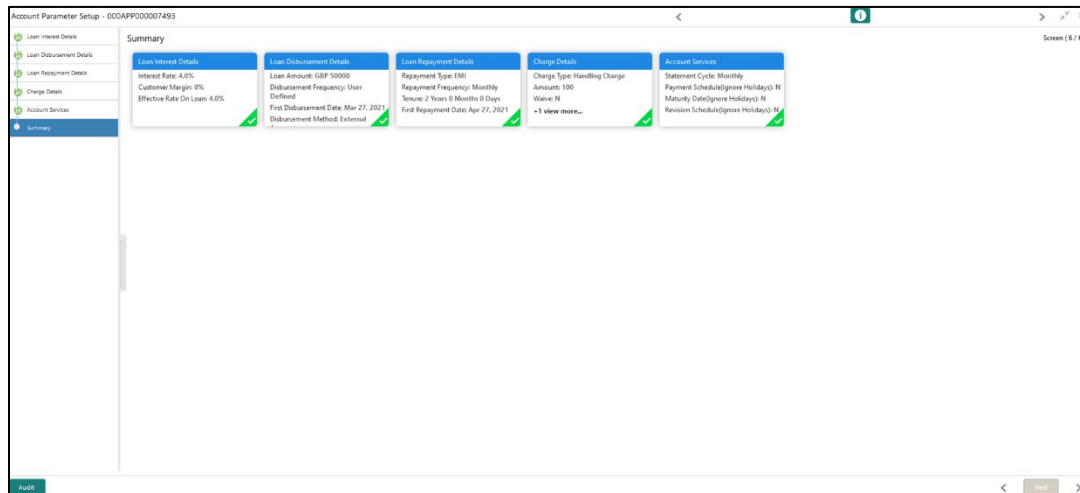 Account Parameter Setup - 000APP000007493
Loan Interest Details
Loan Disbursement Details
Loan Repayment Details
Charge Details
Account Services
Summary
Summary
Screen ( 6 /
Loan Interest Details
Interest Rate: 4.0%
Customer Margin: 0%
Effective Rate On Loan: 4.0%
Loan Disbursement Details
Loan Amount: GBP 50000
Disbursement Frequency: User
Defined
First Disbursement Date: Mar 27, 2021
Disbursement Method: External
Loan Repayment Details
Repayment Type: EMI
Repayment Frequency: Monthly
Tenure: 2 Years 0 Months 0 Days
First Repayment Date: Apr 27, 2021
Charge Details
Charge Type: Handling Charge
Amount: 100
Waive: N
+1 view more...
Account Services
Statement Cycle: Monthly
Payment Schedule(Ignore Holidays): N
Maturity Date(Ignore Holidays): N
Revision Schedule(Ignore Holidays): N
Audit
Next